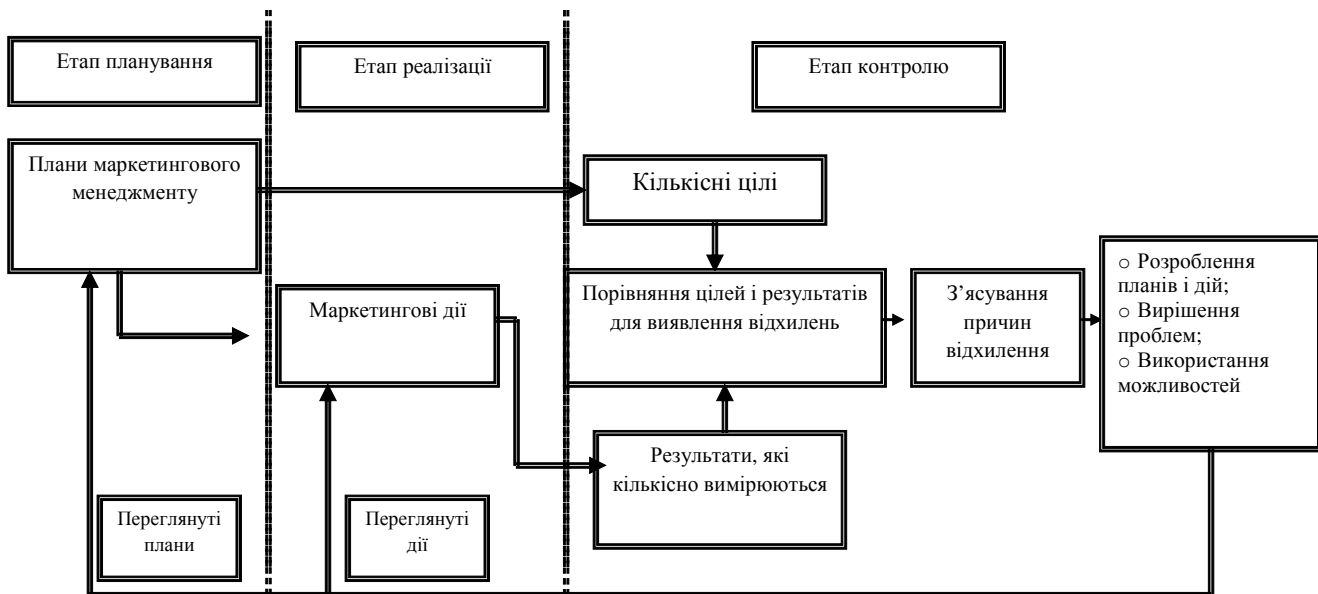 Етап планування
Етап реалізації
Етап контролю
Плани маркетингового
менеджменту
Кількісні цілі
Маркетингові дії
Порівняння цілей і результатів
для виявлення відхилень
З’ясування
причин
відхилення
o Розроблення
планів і дій;
o Вирішення
проблем;
o Використання
можливостей
Результати, які
кількісно вимірюються
Переглянуті
плани
Переглянуті
дії